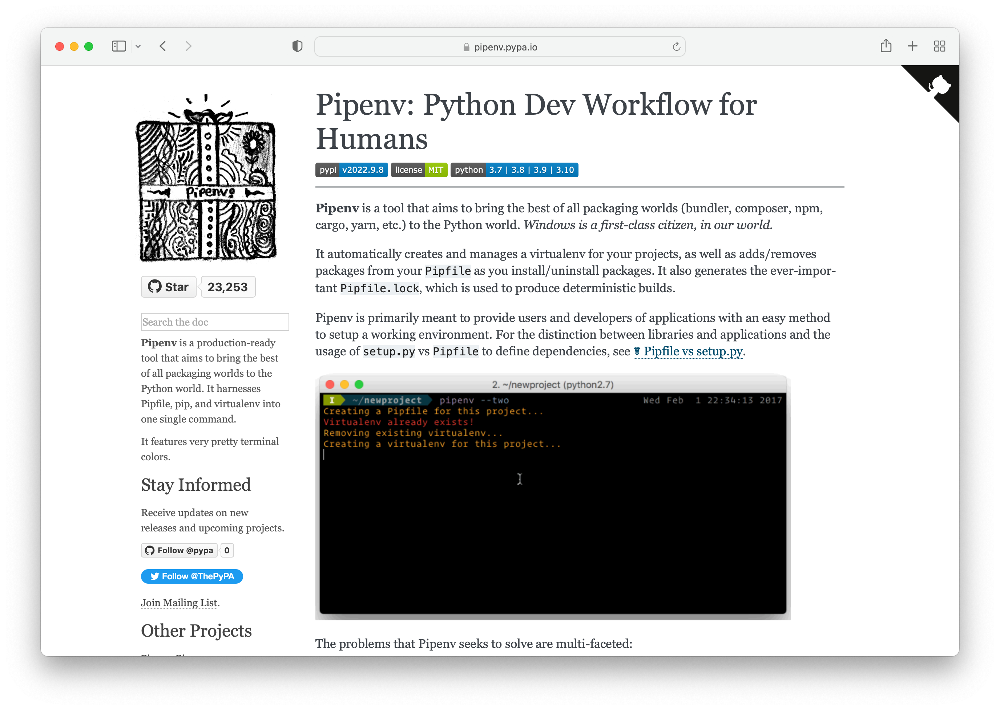 pipenv.pypa.io
Pipenv
Star 23,253
Search the doc
Pipenv is a production-ready
tool that aims to bring the best
of all packaging worlds to the
Python world. It harnesses
Pipfile, pip, and virtualenv into
one single command.
It features very pretty terminal
colors.
Stay Informed
Receive updates on new
releases and upcoming projects.
Follow @pypa 0
Follow @ThePyPA
Join Mailing List.
Other Projects
Pipenv: Python Dev Workflow for
Humans
pypi v2022.9.8 license MIT python 3.7 | 3.8 | 3.9 | 3.10
Pipenv is a tool that aims to bring the best of all packaging worlds (bundler, composer, npm,
cargo, yarn, etc.) to the Python world. Windows is a first-class citizen, in our world.
It automatically creates and manages a virtualenv for your projects, as well as adds/removes
packages from your Pipfile as you install/uninstall packages. It also generates the ever-impor-
tant Pipfile.lock, which is used to produce deterministic builds.
Pipenv is primarily meant to provide users and developers of applications with an easy method
to setup a working environment. For the distinction between libraries and applications and the
usage of setup.py vs Pipfile to define dependencies, see ☤ Pipfile vs setup.py.
2. ~/newproject (python2.7)
I ~/newproject pipenv --two Wed Feb 1 22:34:13 2017
Creating a Pipfile for this project...
Virtualenv already exists!
Removing existing virtualenv...
Creating a virtualenv for this project...
The problems that Pipenv seeks to solve are multi-faceted: